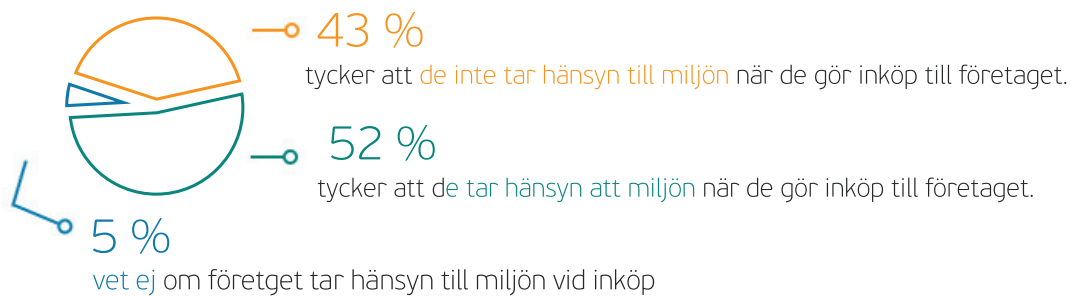 43 %
tycker att de inte tar hänsyn till miljön när de gör inköp till företaget.
52 %
tycker att de tar hänsyn att miljön när de gör inköp till företaget.
5 %
vet ej om företget tar hänsyn till miljön vid inköp